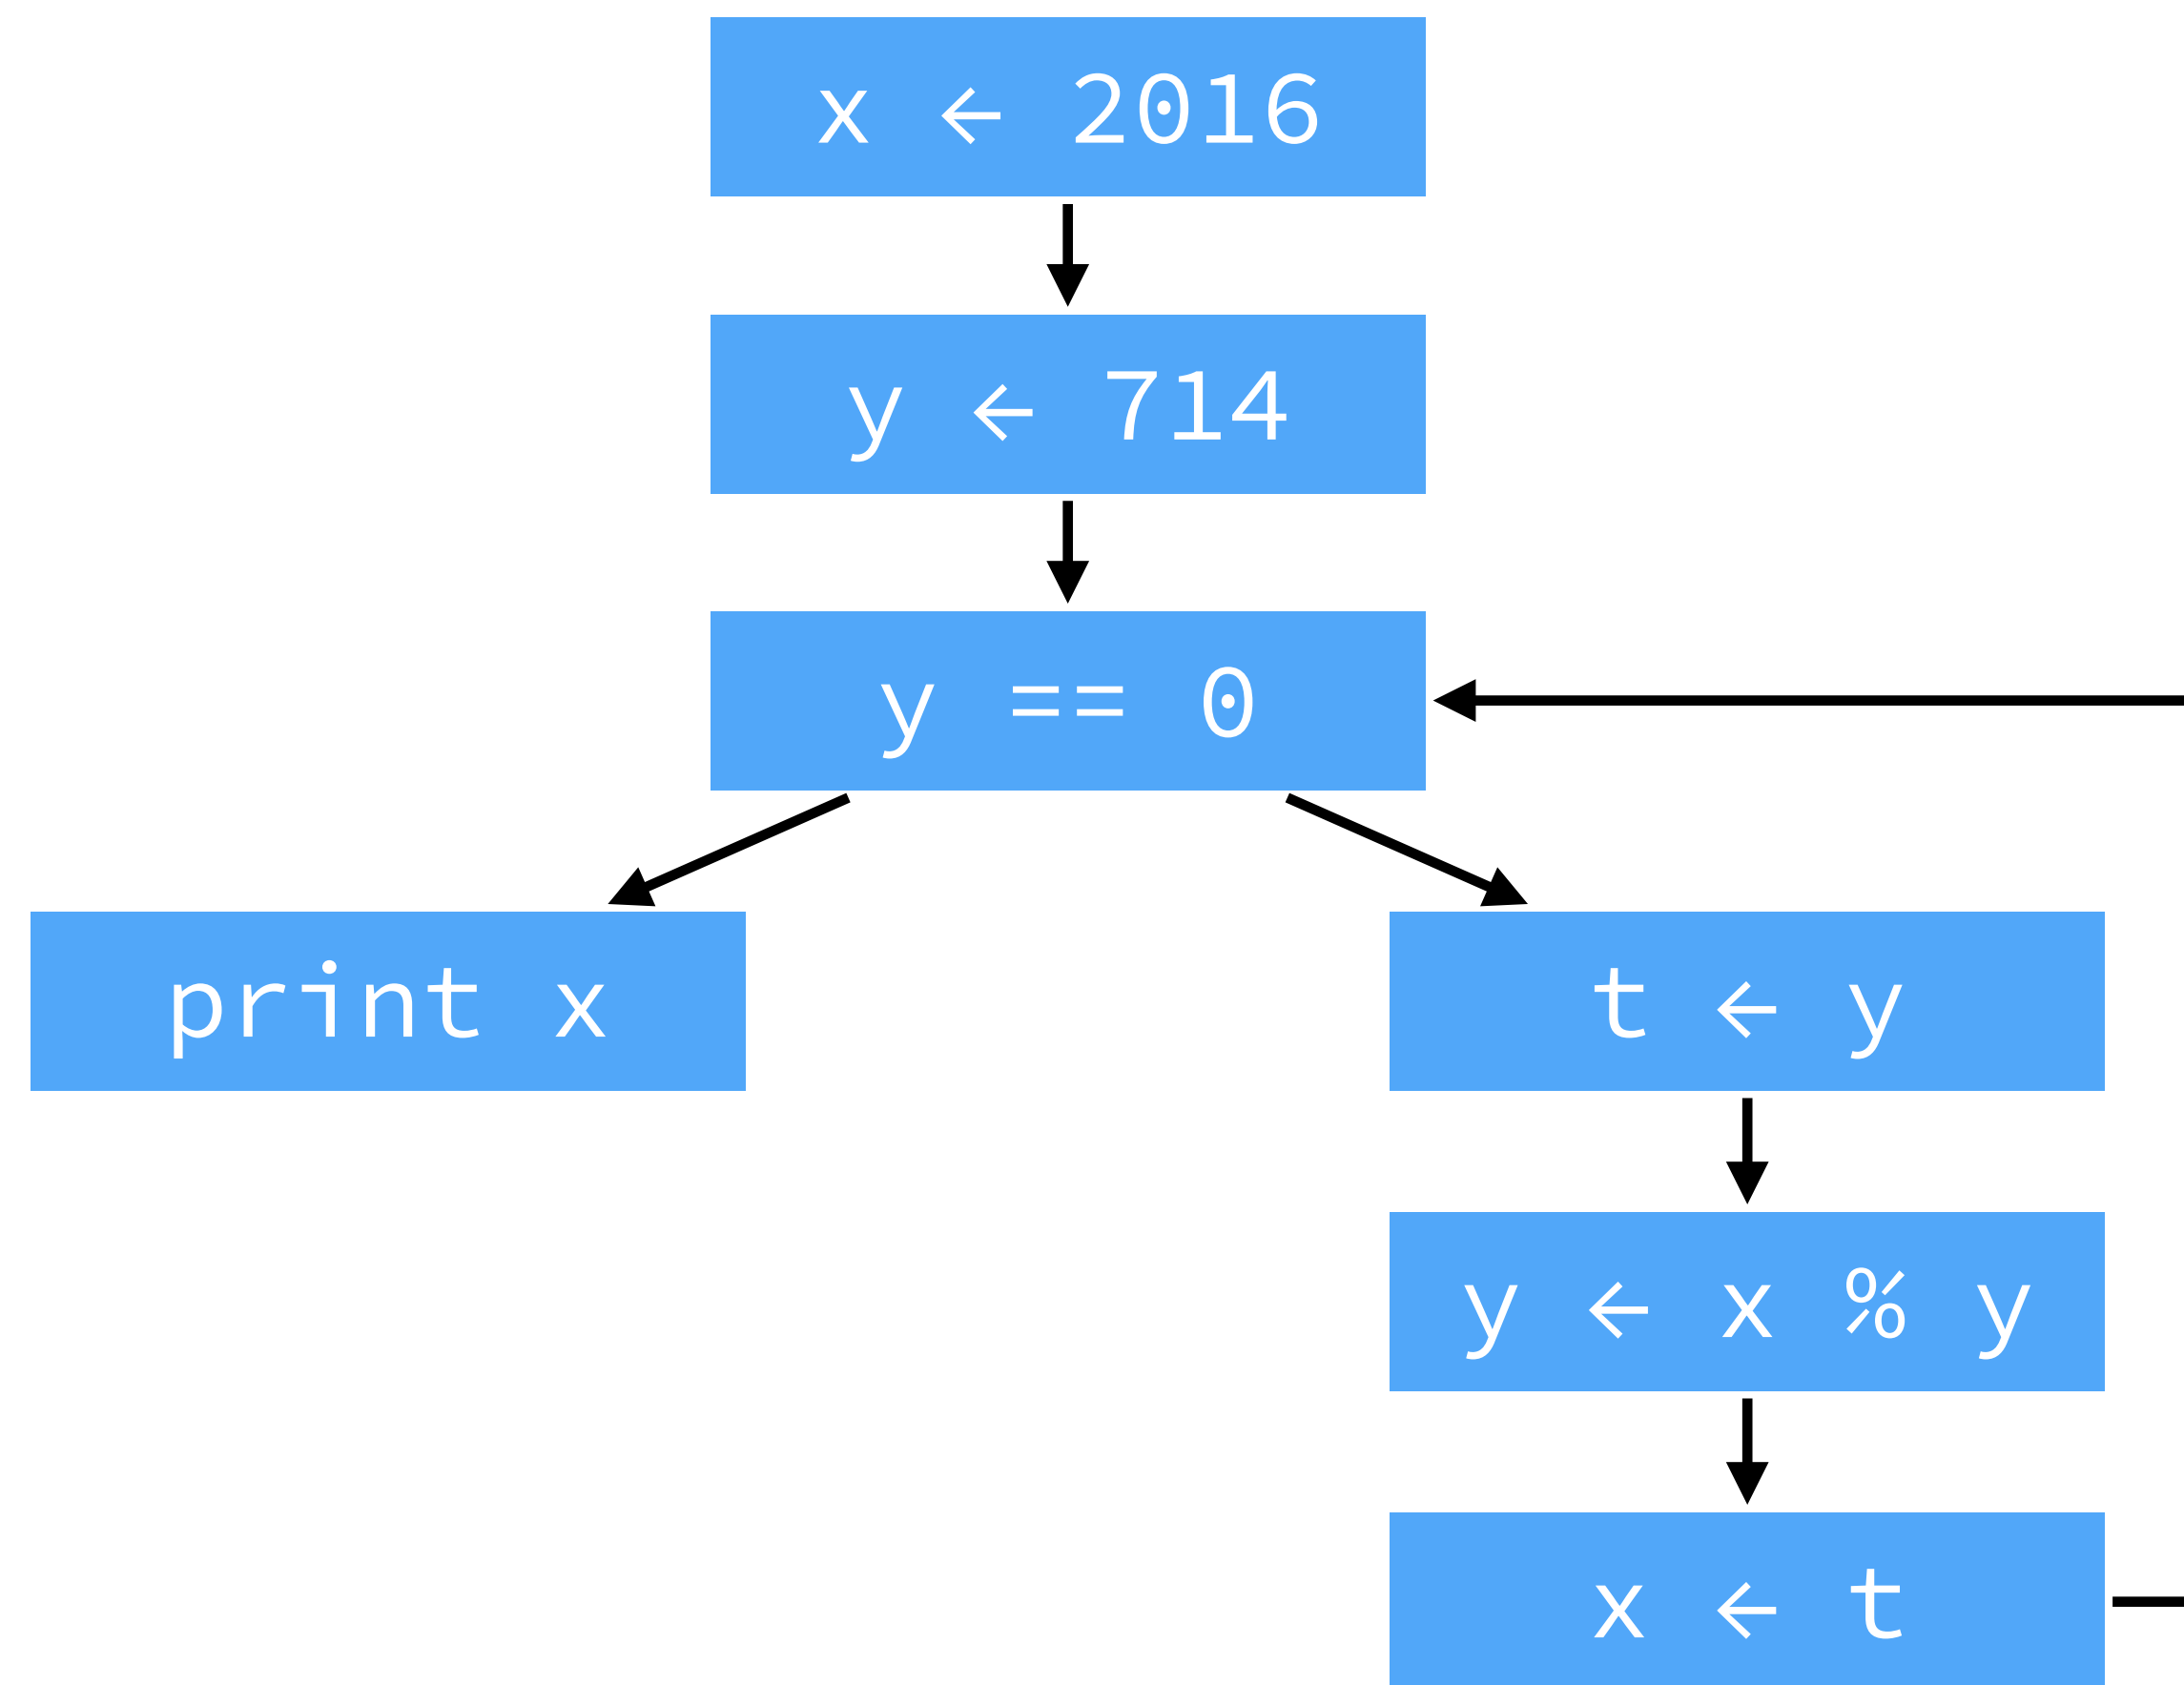 x ← 2016
y ← 714
y == 0
print x
t ← y
y ← x % y
x ← t